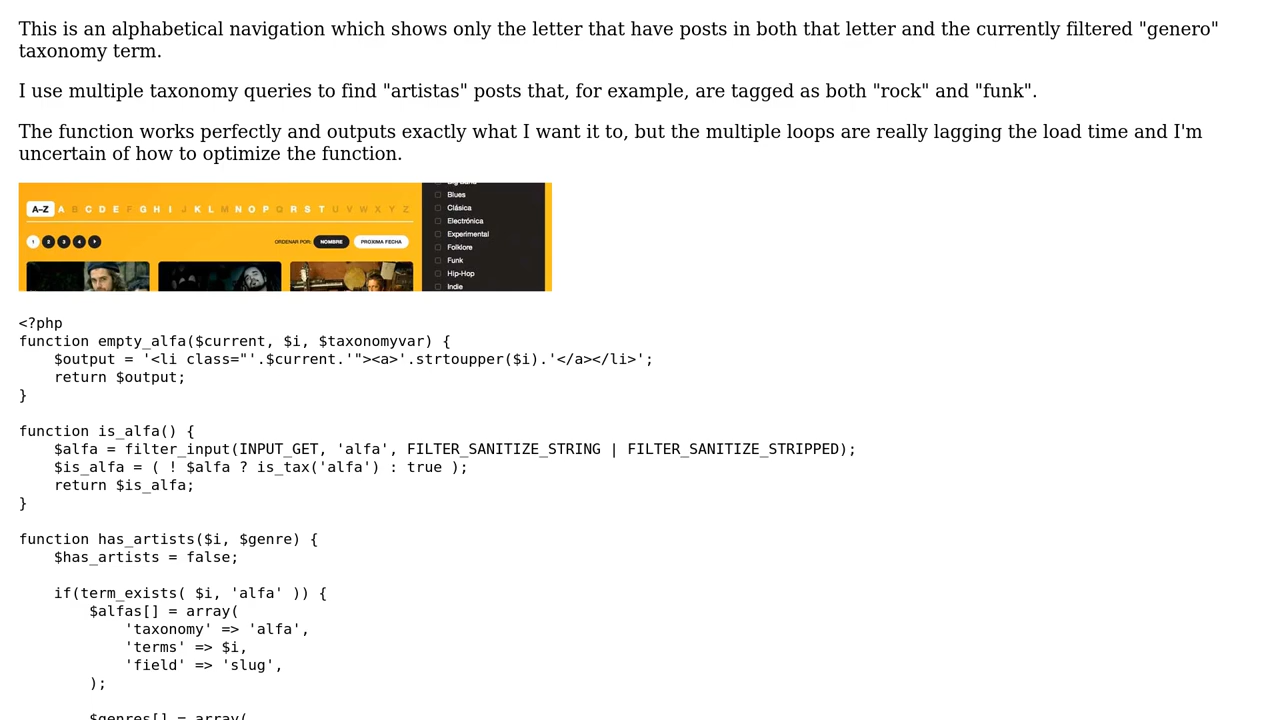 This is an alphabetical navigation which shows only the letter that have posts in both that letter and the currently filtered "genero"
taxonomy term.
I use multiple taxonomy queries to find "artistas" posts that, for example, are tagged as both "rock" and "funk".
The function works perfectly and outputs exactly what I want it to, but the multiple loops are really lagging the load time and I'm
uncertain of how to optimize the function.
A–Z A B C D E F G H I J K L M N O P Q R S T U V W X Y Z
1 2 3 4
ORDENAR POR: NOMBRE PROXIMA FECHA
Blues
Clásica
Electrónica
Experimental
Folklore
Funk
Hip-Hop
Indie
<?php
function empty_alfa($current, $i, $taxonomyvar) {
    $output = '<li class="'.$current.'"><a>'.strtoupper($i).'</a></li>';
    return $output;
}
function is_alfa() {
    $alfa = filter_input(INPUT_GET, 'alfa', FILTER_SANITIZE_STRING | FILTER_SANITIZE_STRIPPED);
    $is_alfa = ( ! $alfa ? is_tax('alfa') : true );
    return $is_alfa;
}
function has_artists($i, $genre) {
    $has_artists = false;
    if(term_exists( $i, 'alfa' )) {
        $alfas[] = array(
            'taxonomy' => 'alfa',
            'terms' => $i,
            'field' => 'slug',
        );
        $genres[] = array(